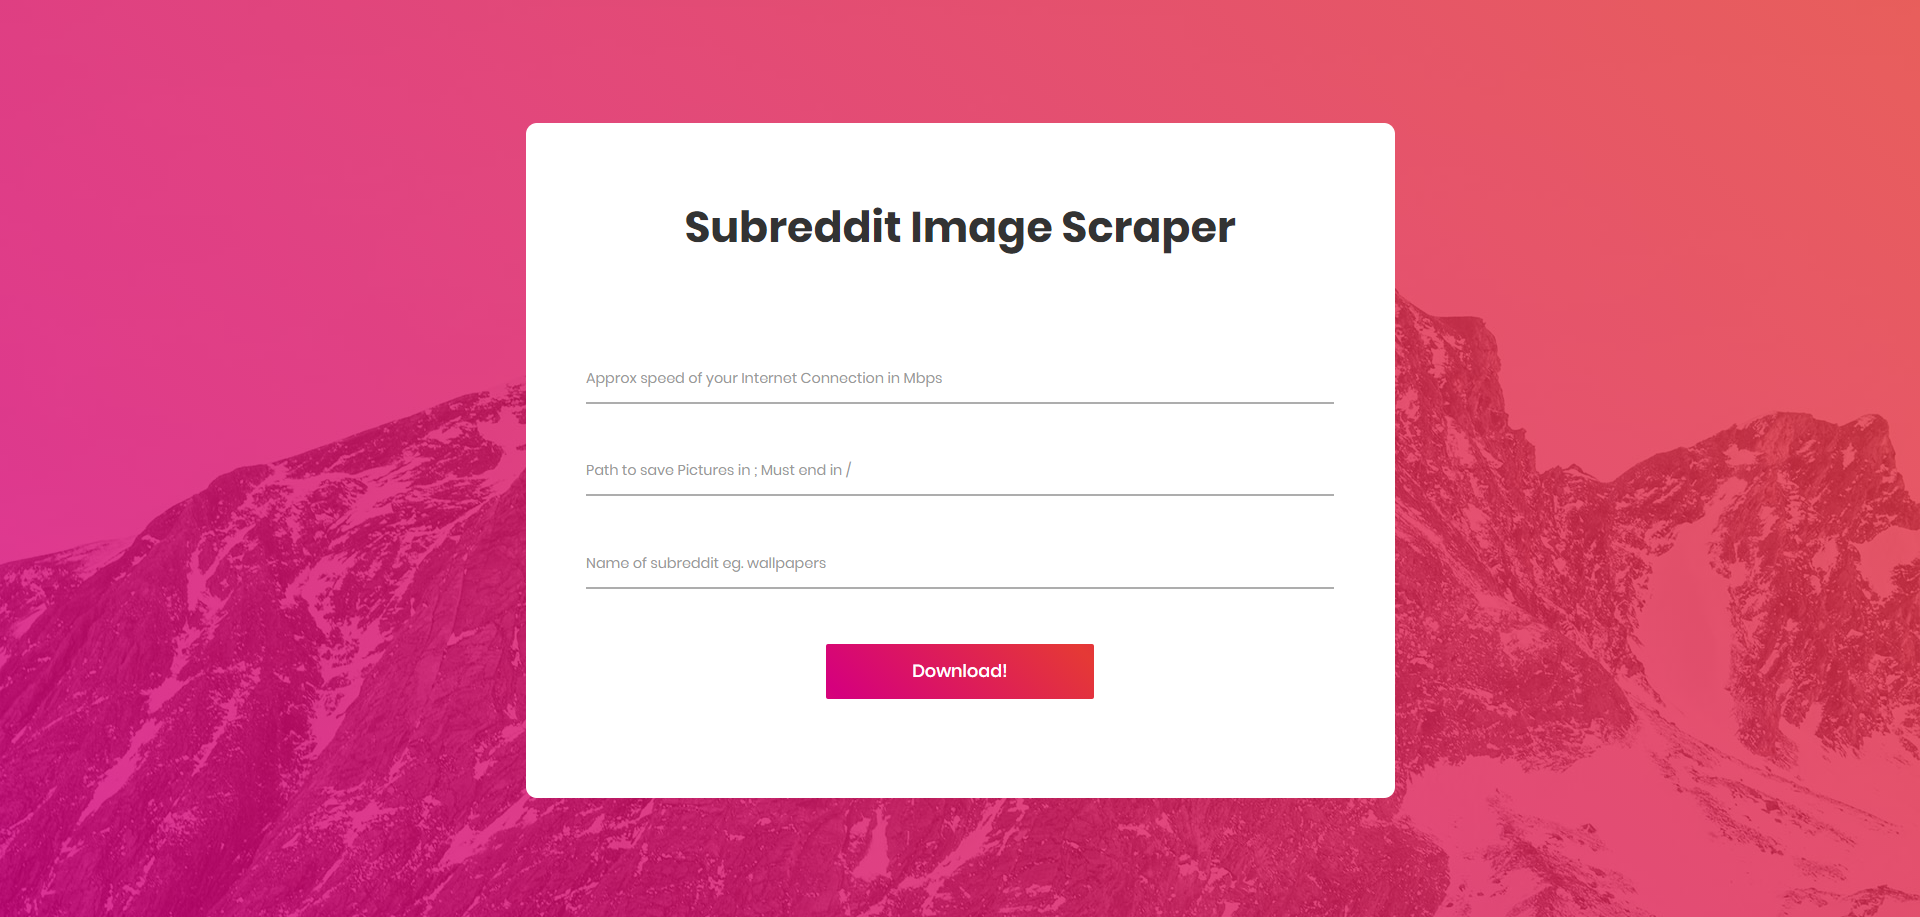 Subreddit Image Scraper
Approx speed of your Internet Connection in Mbps
Path to save Pictures in ; Must end in /
Name of subreddit eg. wallpapers
Download!